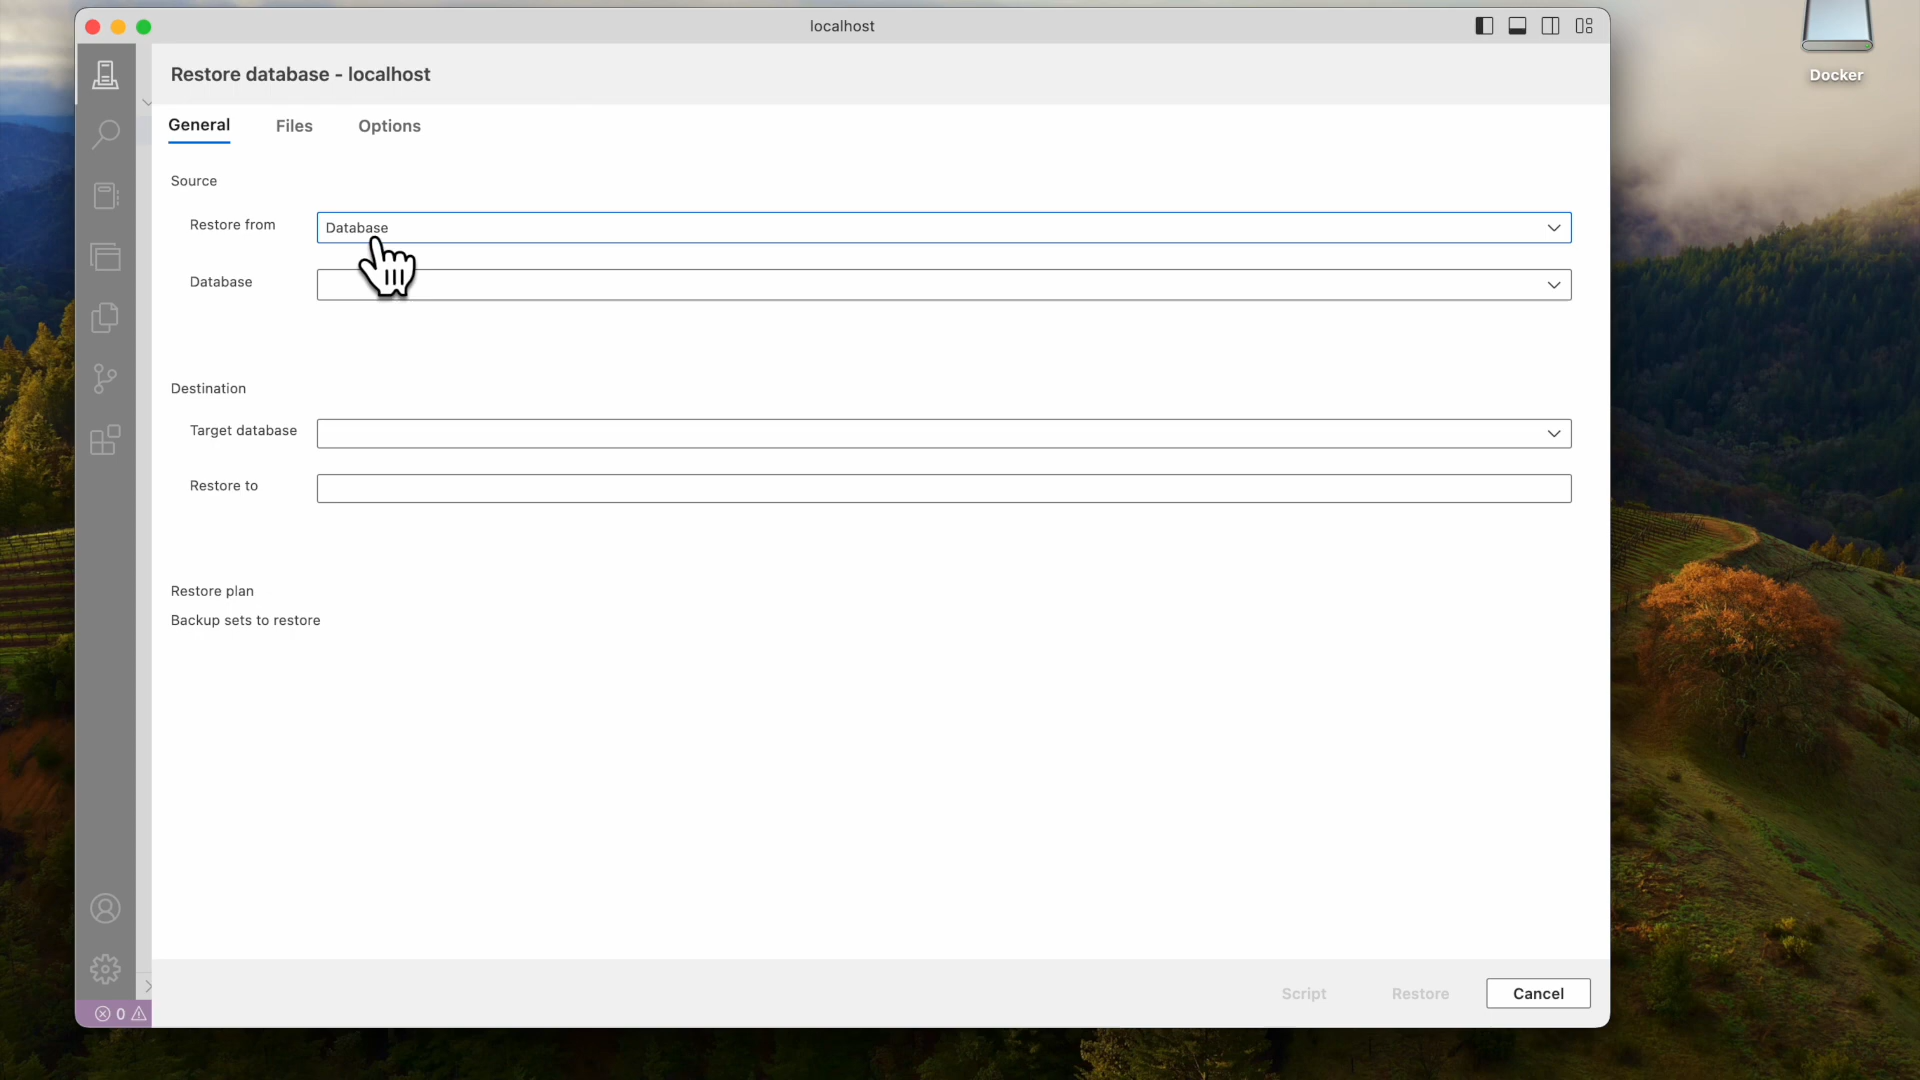 localhost
Docker
Restore database - localhost
General Files Options
Source
Restore from Database
Database
Destination
Target database
Restore to
Restore plan
Backup sets to restore
Script Restore Cancel
0